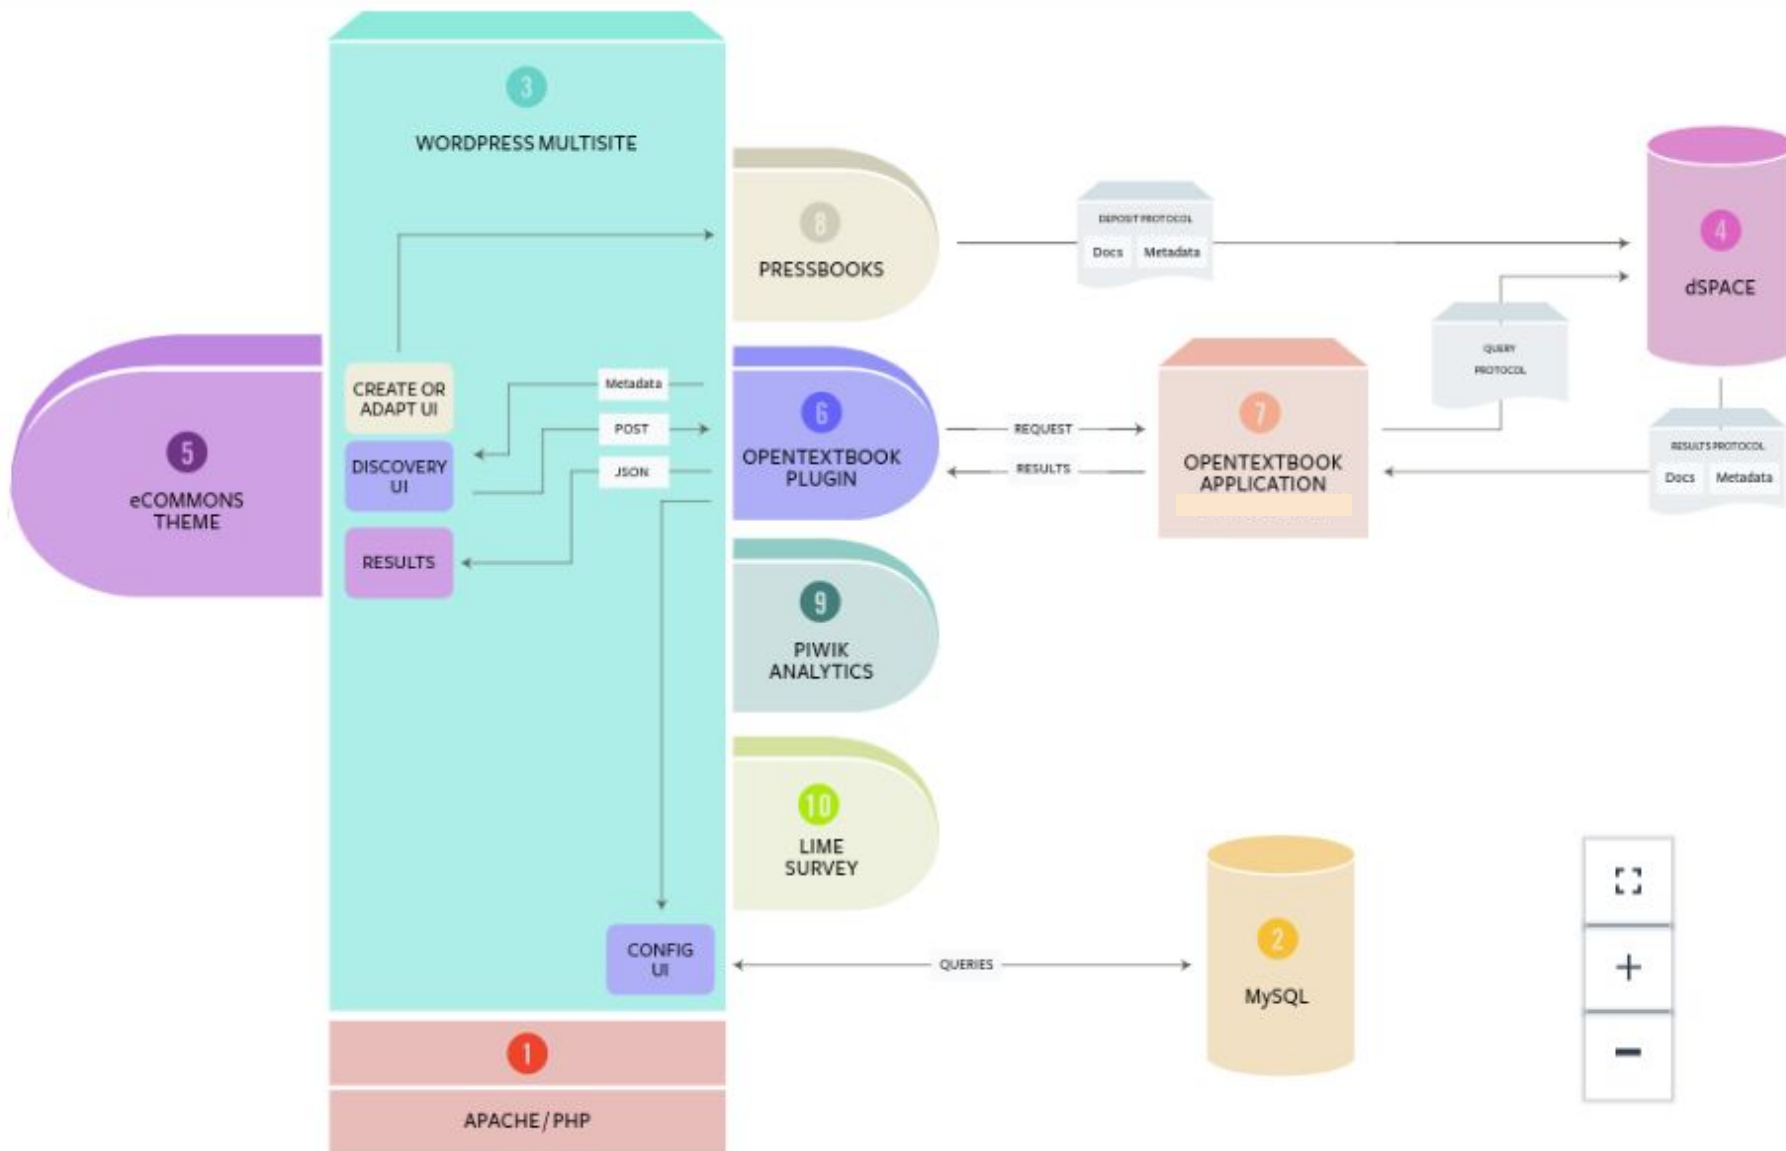 3
WORDPRESS MULTISITE
8
PRESSBOOKS
DEPOSIT PROTOCOL
Docs Metadata
4
dSPACE
QUERY
PROTOCOL
5
eCOMMONS
THEME
CREATE OR
ADAPT UI
DISCOVERY
UI
RESULTS
Metadata
POST
JSON
6
OPENTEXTBOOK
PLUGIN
REQUEST
RESULTS
7
OPENTEXTBOOK
APPLICATION
RESULTS PROTOCOL
Docs Metadata
9
PIWIK
ANALYTICS
10
LIME
SURVEY
CONFIG
UI
QUERIES
2
MySQL
1
APACHE / PHP